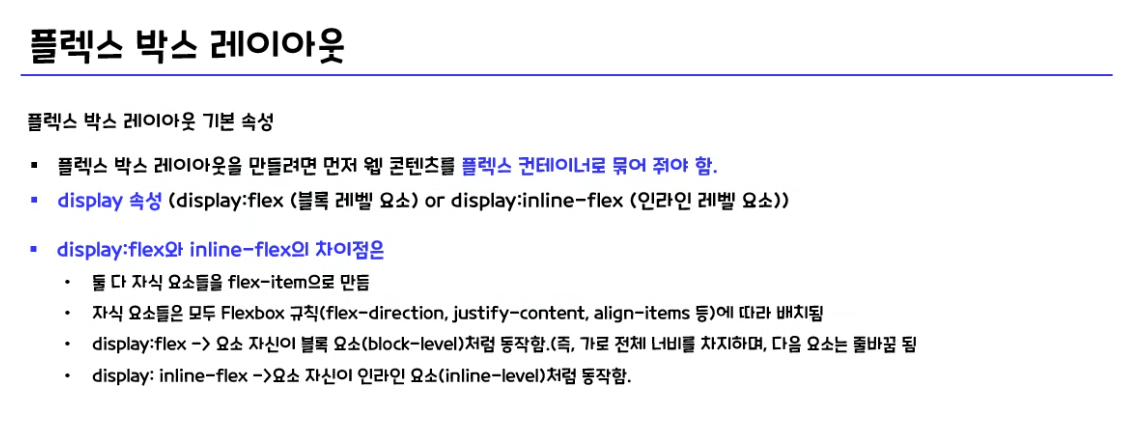 플렉스 박스 레이아웃
플렉스 박스 레이아웃 기본 속성
▪ 플렉스 박스 레이아웃을 만들려면 먼저 웹 콘텐츠를 플렉스 컨테이너로 묶어 줘야 함.
▪ display 속성 (display:flex (블록 레벨 요소) or display:inline-flex (인라인 레벨 요소))
▪ display:flex와 inline-flex의 차이점은
• 둘 다 자식 요소들을 flex-item으로 만듬
• 자식 요소들은 모두 Flexbox 규칙(flex-direction, justify-content, align-items 등)에 따라 배치됨
• display:flex -> 요소 자신이 블록 요소(block-level)처럼 동작함.(즉, 가로 전체 너비를 차지하며, 다음 요소는 줄바꿈 됨
• display: inline-flex ->요소 자신이 인라인 요소(inline-level)처럼 동작함.